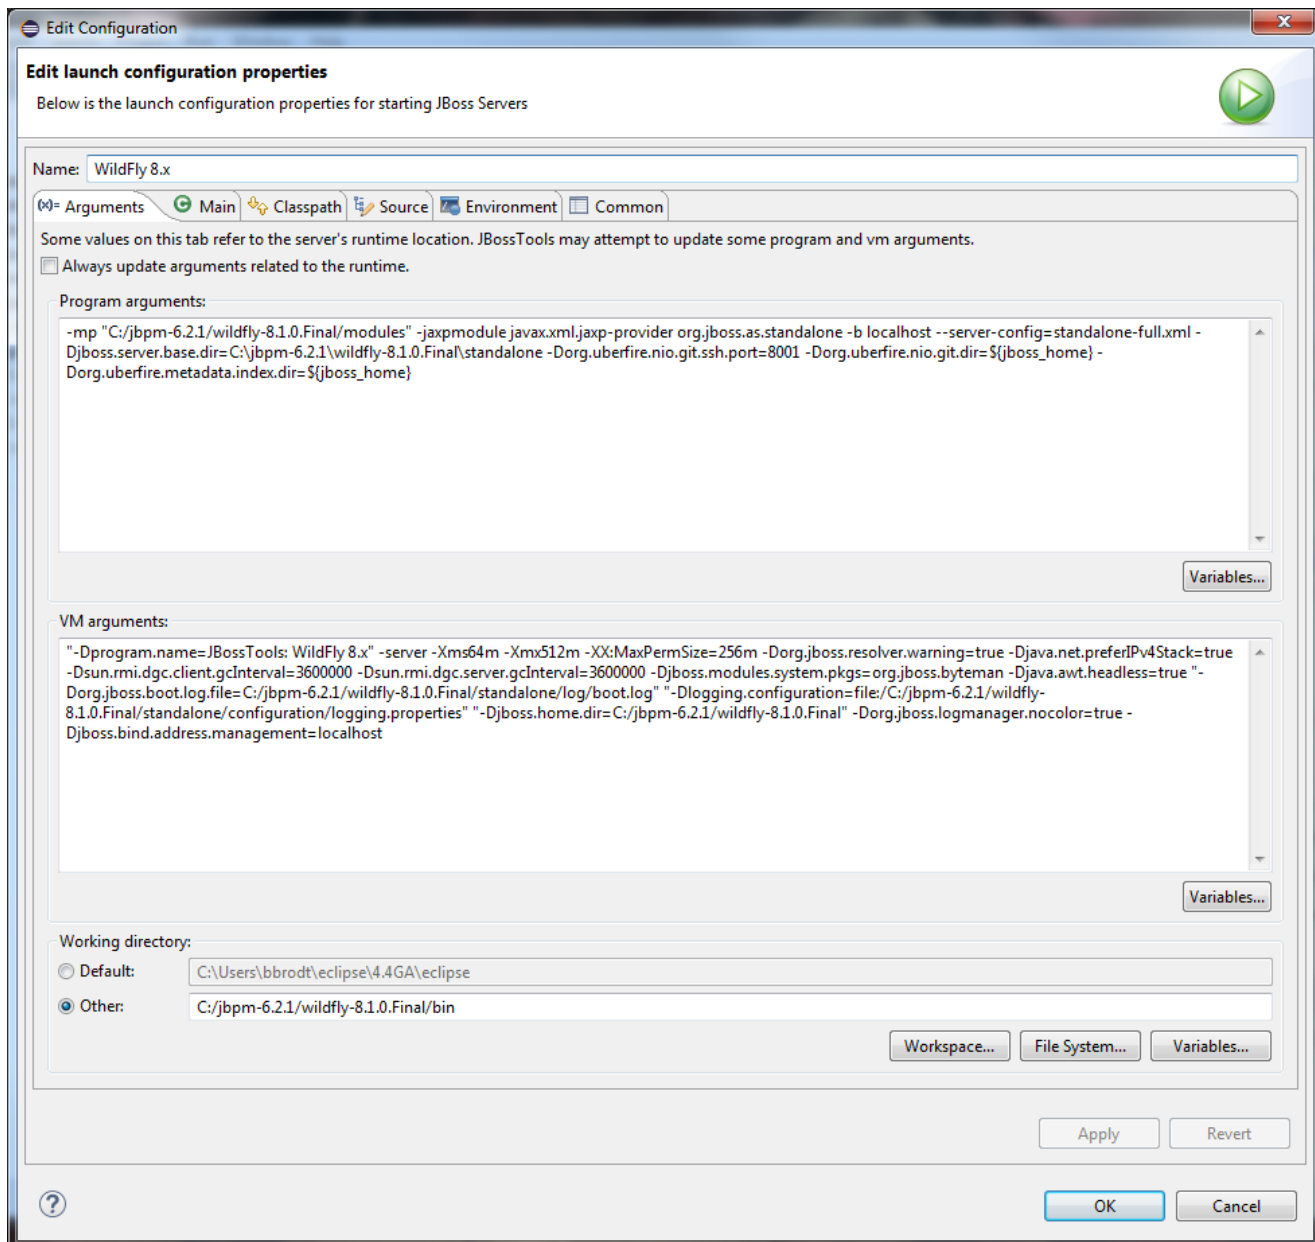 Edit Configuration
Edit launch configuration properties
Below is the launch configuration properties for starting JBoss Servers
Name: WildFly 8.x
(x)= Arguments Main Classpath Source Environment Common
Some values on this tab refer to the server's runtime location. JBossTools may attempt to update some program and vm arguments.
Always update arguments related to the runtime.
Program arguments:
-mp "C:/jbpm-6.2.1/wildfly-8.1.0.Final/modules" -jaxpmodule javax.xml.jaxp-provider org.jboss.as.standalone -b localhost --server-config=standalone-full.xml -
Djboss.server.base.dir=C:\jbpm-6.2.1\wildfly-8.1.0.Final\standalone -Dorg.uberfire.nio.git.ssh.port=8001 -Dorg.uberfire.nio.git.dir=${jboss_home} -
Dorg.uberfire.metadata.index.dir=${jboss_home}
Variables...
VM arguments:
"-Dprogram.name=JBossTools: WildFly 8.x" -server -Xms64m -Xmx512m -XX:MaxPermSize=256m -Dorg.jboss.resolver.warning=true -Djava.net.preferIPv4Stack=true
-Dsun.rmi.dgc.client.gcInterval=3600000 -Dsun.rmi.dgc.server.gcInterval=3600000 -Djboss.modules.system.pkgs=org.jboss.byteman -Djava.awt.headless=true "-
Dorg.jboss.boot.log.file=C:/jbpm-6.2.1/wildfly-8.1.0.Final/standalone/log/boot.log" "-Dlogging.configuration=file:/C:/jbpm-6.2.1/wildfly-
8.1.0.Final/standalone/configuration/logging.properties" "-Djboss.home.dir=C:/jbpm-6.2.1/wildfly-8.1.0.Final" -Dorg.jboss.logmanager.nocolor=true -
Djboss.bind.address.management=localhost
Variables...
Working directory:
Default: C:\Users\bbrodt\eclipse\4.4GA\eclipse
Other: C:/jbpm-6.2.1/wildfly-8.1.0.Final/bin
Workspace... File System... Variables...
Apply Revert
OK Cancel